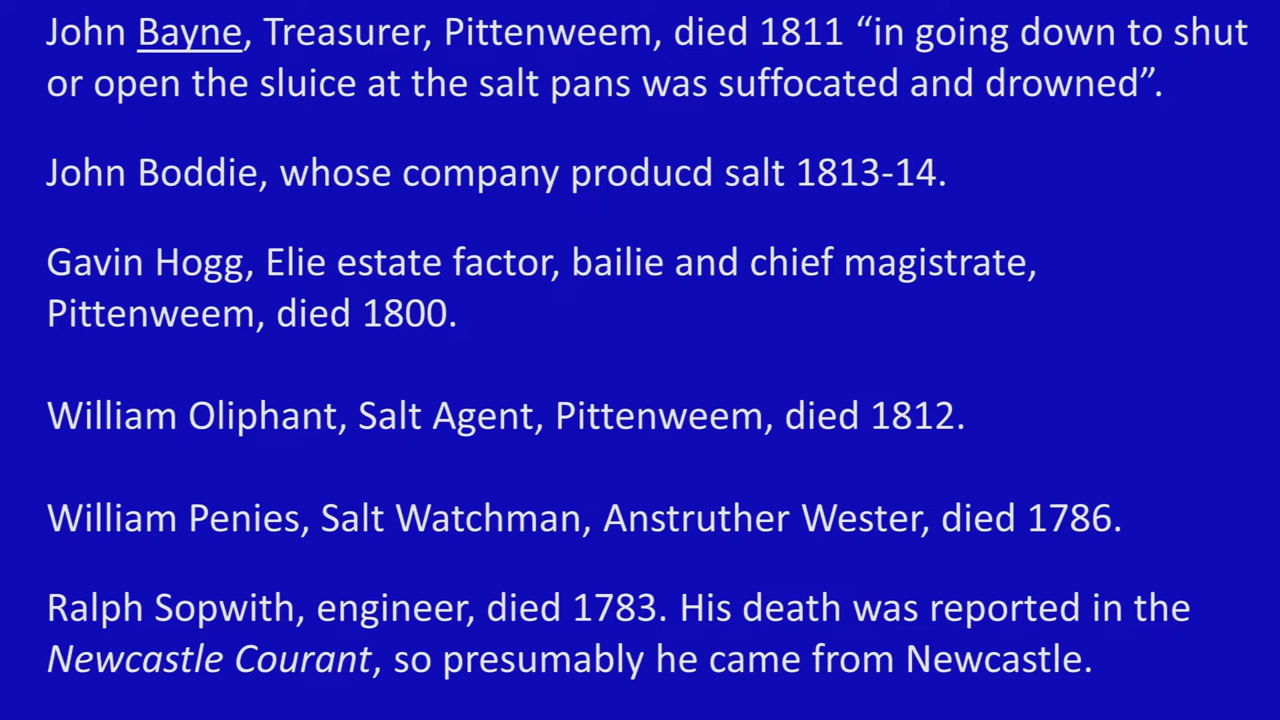 John Bayne, Treasurer, Pittenweem, died 1811 “in going down to shut
or open the sluice at the salt pans was suffocated and drowned”.
John Boddie, whose company producd salt 1813-14.
Gavin Hogg, Elie estate factor, bailie and chief magistrate,
Pittenweem, died 1800.
William Oliphant, Salt Agent, Pittenweem, died 1812.
William Penies, Salt Watchman, Anstruther Wester, died 1786.
Ralph Sopwith, engineer, died 1783. His death was reported in the
Newcastle Courant, so presumably he came from Newcastle.